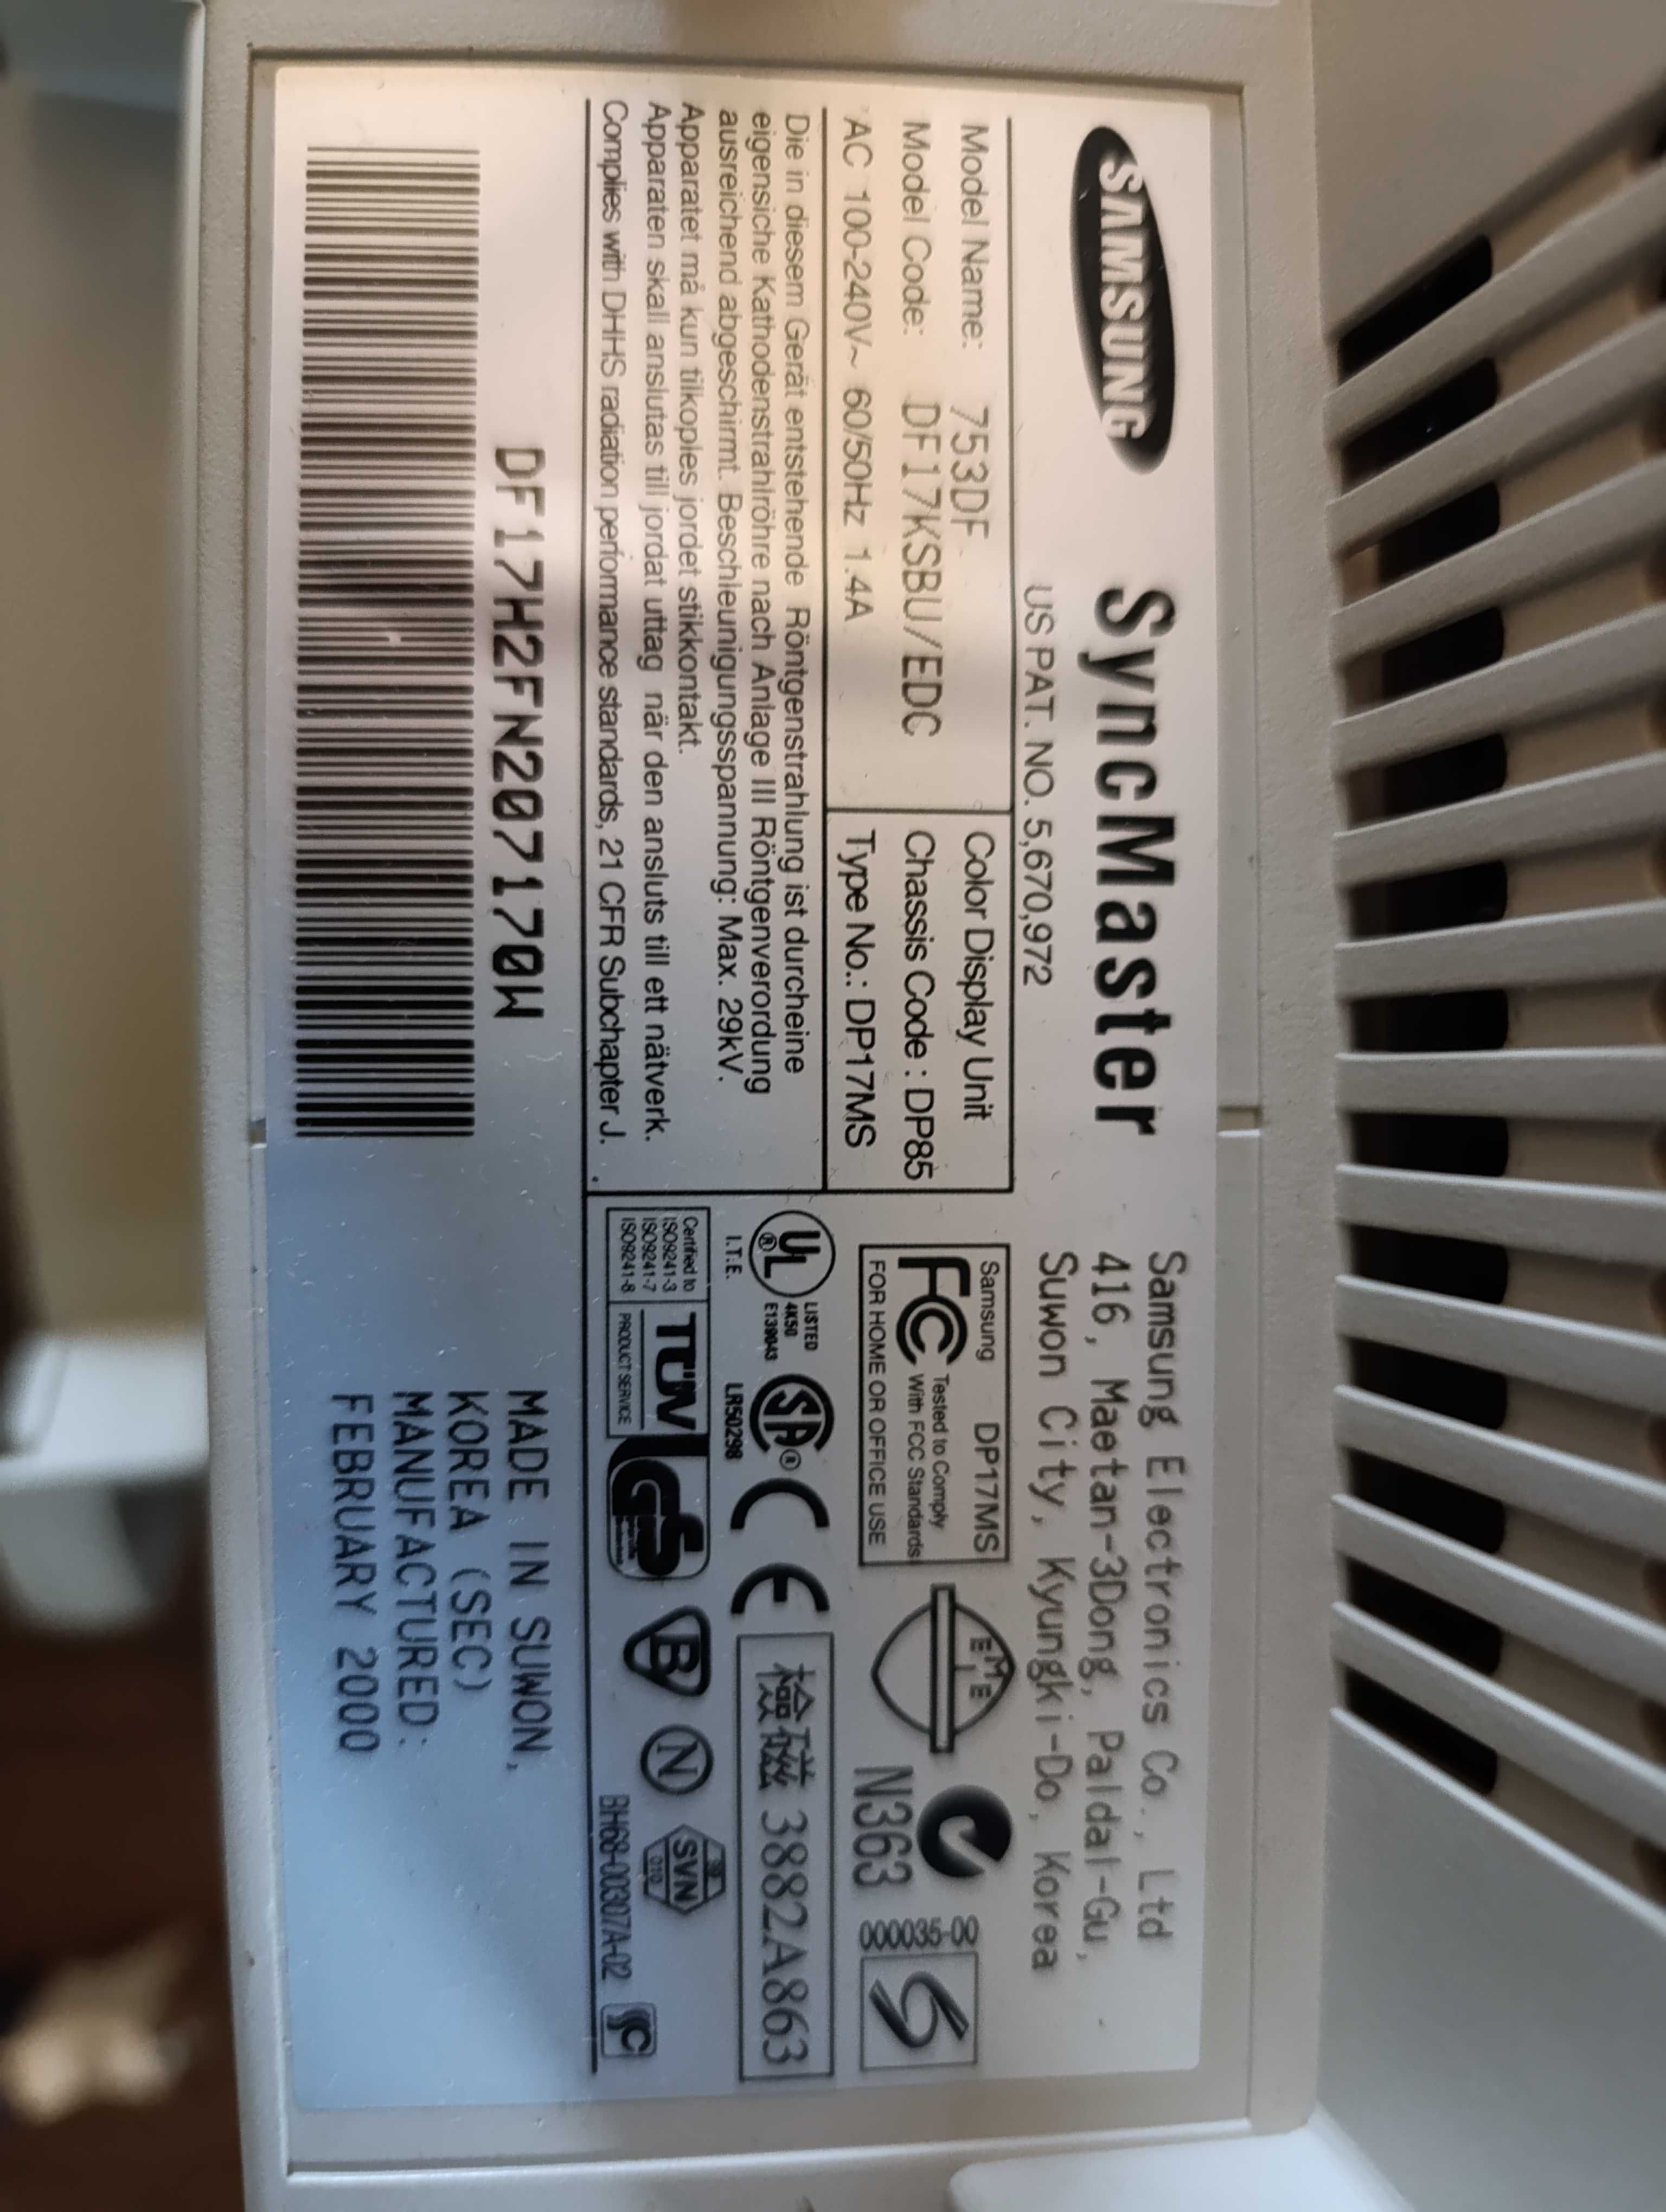 SAMSUNG
SyncMaster
US PAT. NO. 5,670,972
Samsung Electronics Co., Ltd
416, Maetan-3Dong, Paldal-Gu,
Suwon City, Kyungki-Do, Korea
Model Name: 753DF
Model Code: DF17KSBU/EDC
AC 100-240V~ 60/50Hz 1.4A
Color Display Unit
Chassis Code : DP85
Type No.: DP17MS
Die in diesem Gerät entstehende Röntgenstrahlung ist durcheine
eigensiche Kathodenstrahlröhre nach Anlage III Röntgenverordung
ausreichend abgeschirmt. Beschleunigungsspannung: Max. 29kV.
Apparatet må kun tilkoples jordet stikkontakt.
Apparaten skall anslutas till jordat uttag när den ansluts till ett nätverk.
Complies with DHHS radiation performance standards, 21 CFR Subchapter J.
Samsung DP17MS
FC Tested to Comply
With FCC Standards
FOR HOME OR OFFICE USE
EMEI
N363
UL ®
LISTED
4K50
E139043
I.T.E.
SA ®
LR50298
CE
檢磁 3882A863
Certified to
ISO9241-3
ISO9241-7
ISO9241-8
TÜV
PRODUCT SERVICE
GS
B
N
SVN
BH68-00307A-02
DF17H2FN207170W
MADE IN SUWON,
KOREA (SEC)
MANUFACTURED:
FEBRUARY 2000